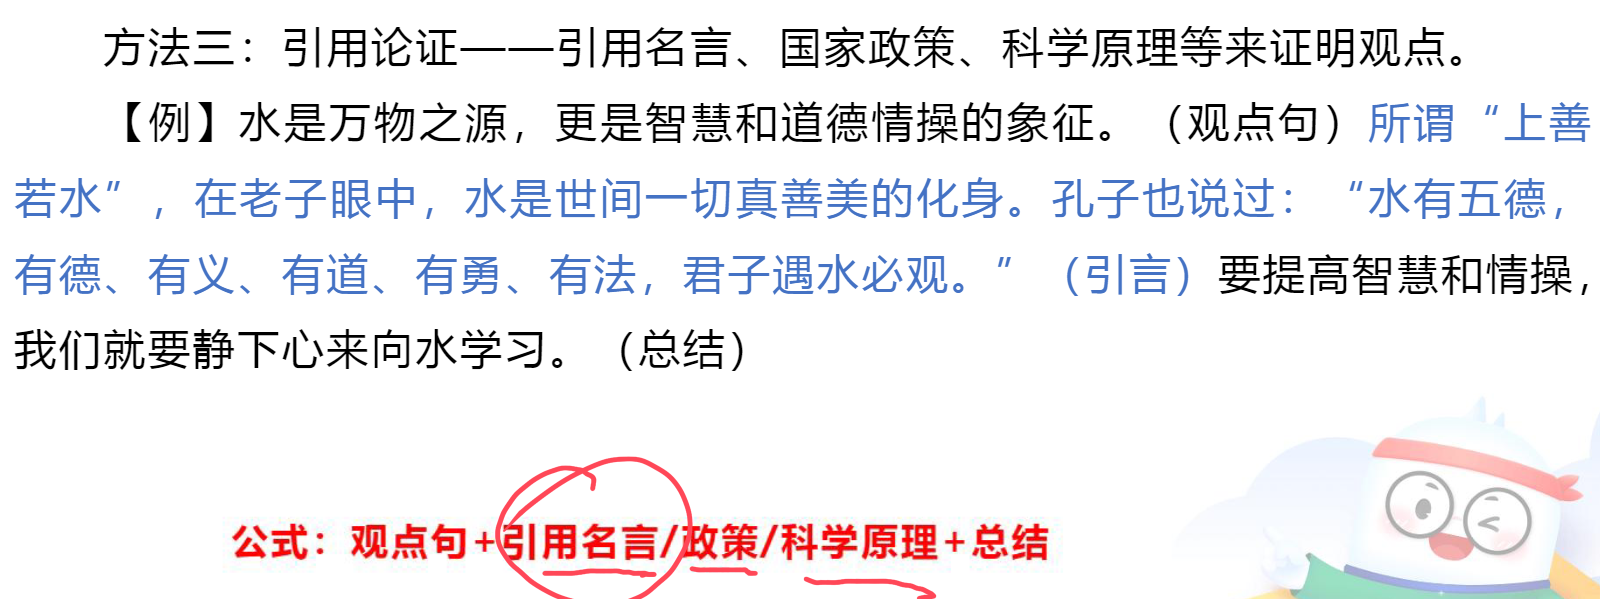 方法三：引用论证——引用名言、国家政策、科学原理等来证明观点。
【例】水是万物之源，更是智慧和道德情操的象征。（观点句）所谓“上善
若水”，在老子眼中，水是世间一切真善美的化身。孔子也说过：“水有五德，
有德、有义、有道、有勇、有法，君子遇水必观。”（引言）要提高智慧和情操，
我们就要静下心来向水学习。（总结）
公式：观点句+引用名言/政策/科学原理+总结